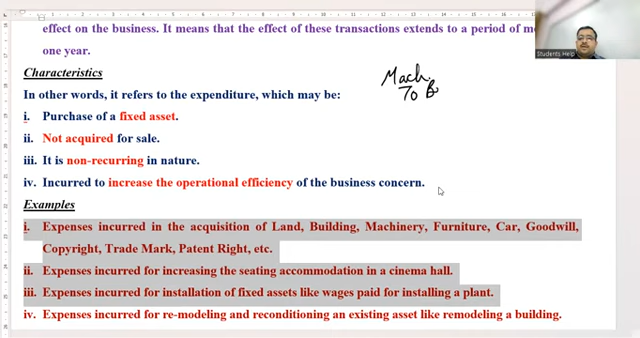 effect on the business. It means that the effect of these transactions extends to a period of
one year.
Students Help
Characteristics
Mach.
In other words, it refers to the expenditure, which may be:
To
i. Purchase of a fixed asset.
ii. Not acquired for sale.
iii. It is non-recurring in nature.
iv. Incurred to increase the operational efficiency of the business concern.
Examples
i. Expenses incurred in the acquisition of Land, Building, Machinery, Furniture, Car, Goodwill,
Copyright, Trade Mark, Patent Right, etc.
ii. Expenses incurred for increasing the seating accommodation in a cinema hall.
iii. Expenses incurred for installation of fixed assets like wages paid for installing a plant.
iv. Expenses incurred for re-modeling and reconditioning an existing asset like remodeling a building.